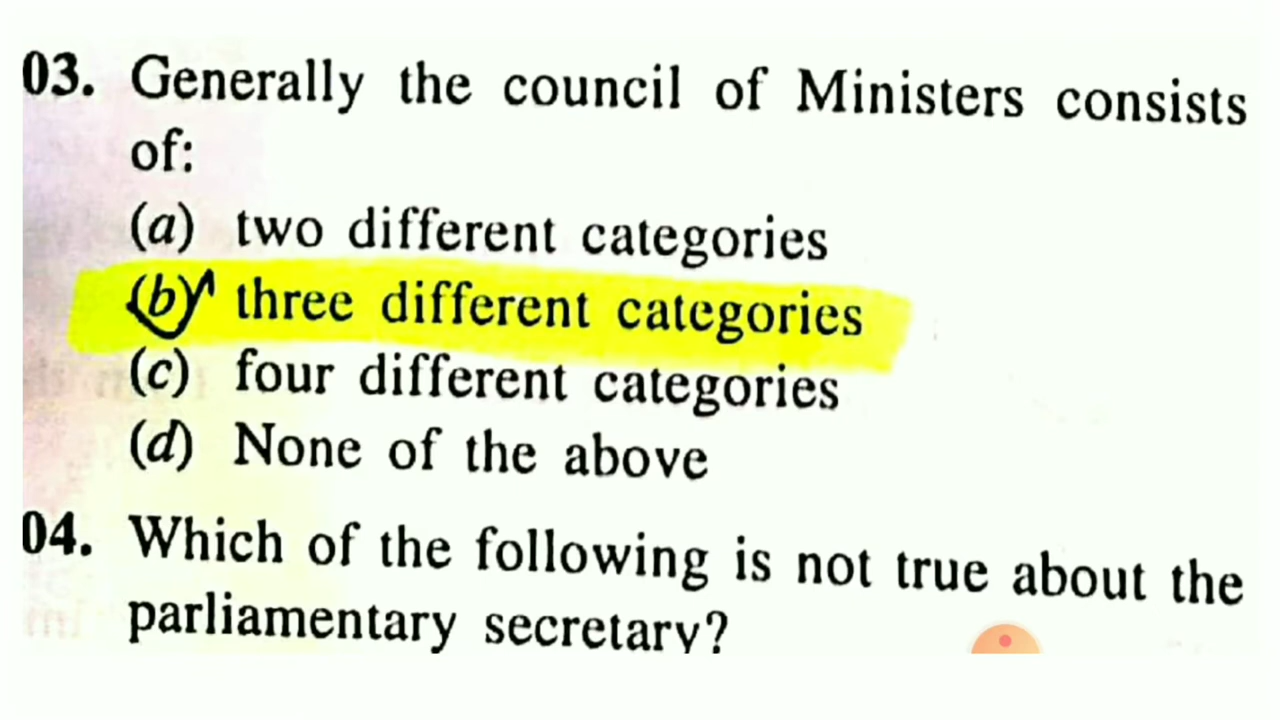 03. Generally the council of Ministers consists
of:
(a) two different categories
(b) three different categories
(c) four different categories
(d) None of the above
04. Which of the following is not true about the
parliamentary secretary?